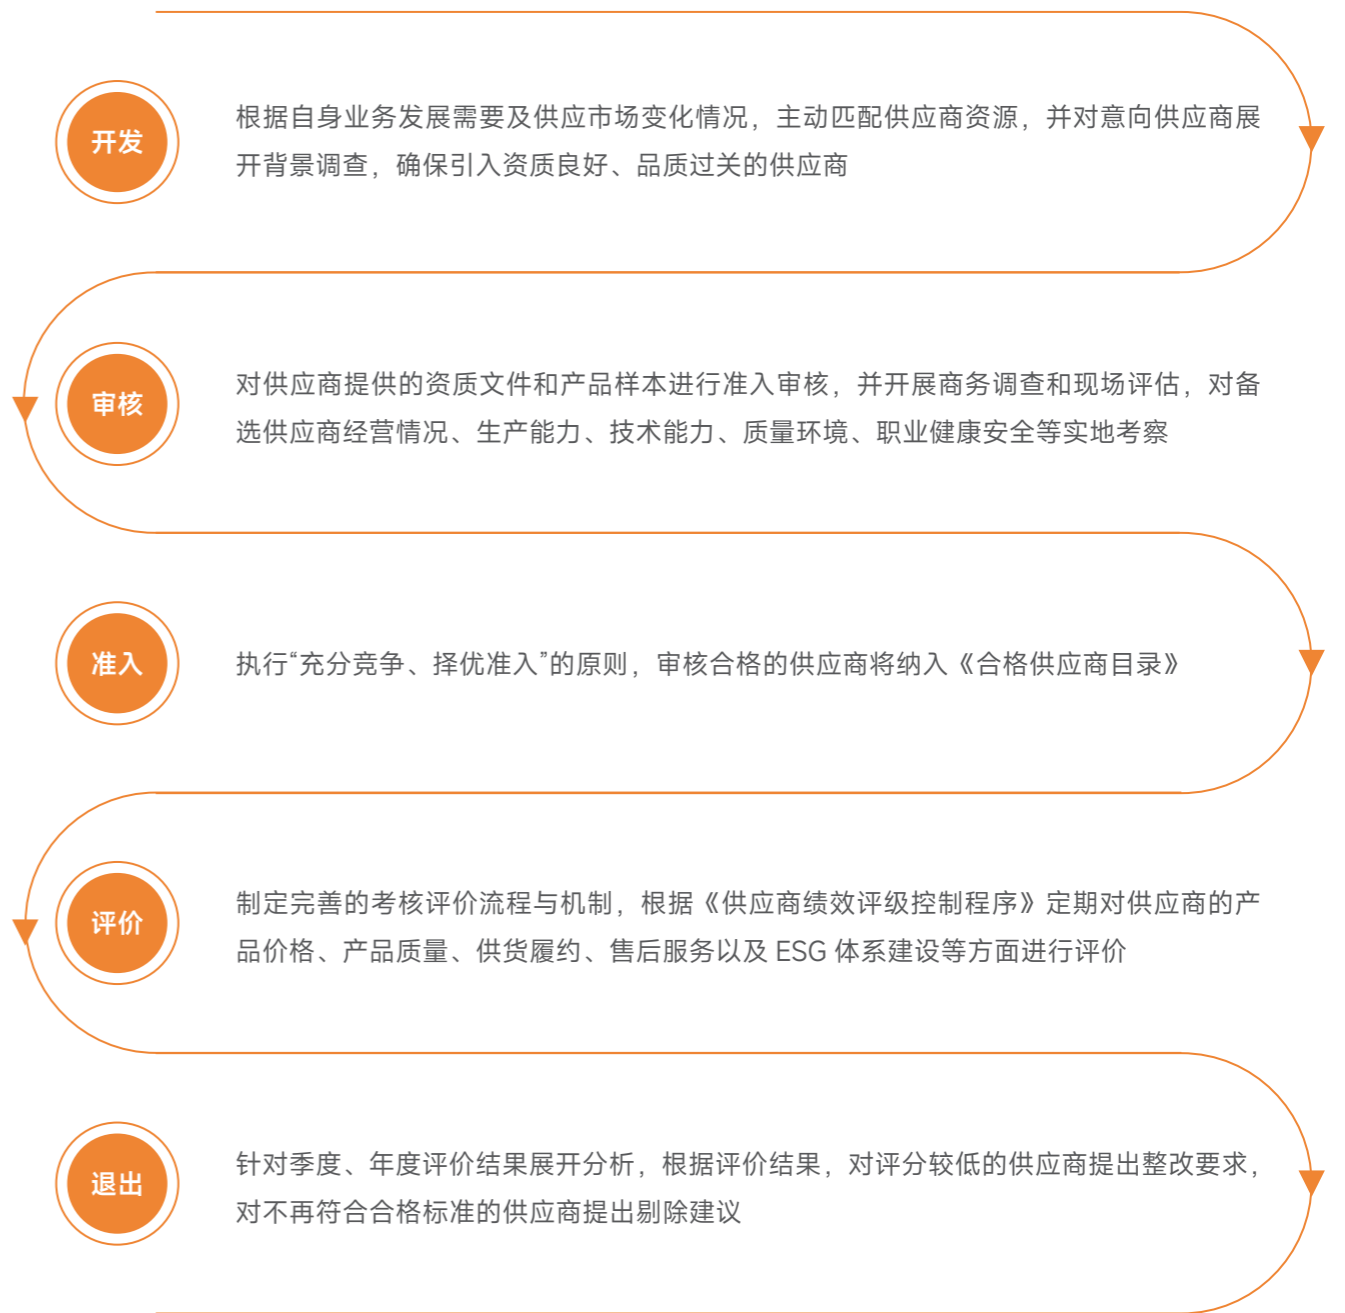 开发
根据自身业务发展需要及供应市场变化情况，主动匹配供应商资源，并对意向供应商展
开背景调查，确保引入资质良好、品质过关的供应商
审核
对供应商提供的资质文件和产品样本进行准入审核，并开展商务调查和现场评估，对备
选供应商经营情况、生产能力、技术能力、质量环境、职业健康安全等实地考察
准入
执行“充分竞争、择优准入”的原则，审核合格的供应商将纳入《合格供应商目录》
评价
制定完善的考核评价流程与机制，根据《供应商绩效评级控制程序》定期对供应商的产
品价格、产品质量、供货履约、售后服务以及 ESG 体系建设等方面进行评价
退出
针对季度、年度评价结果展开分析，根据评价结果，对评分较低的供应商提出整改要求，
对不再符合合格标准的供应商提出剔除建议